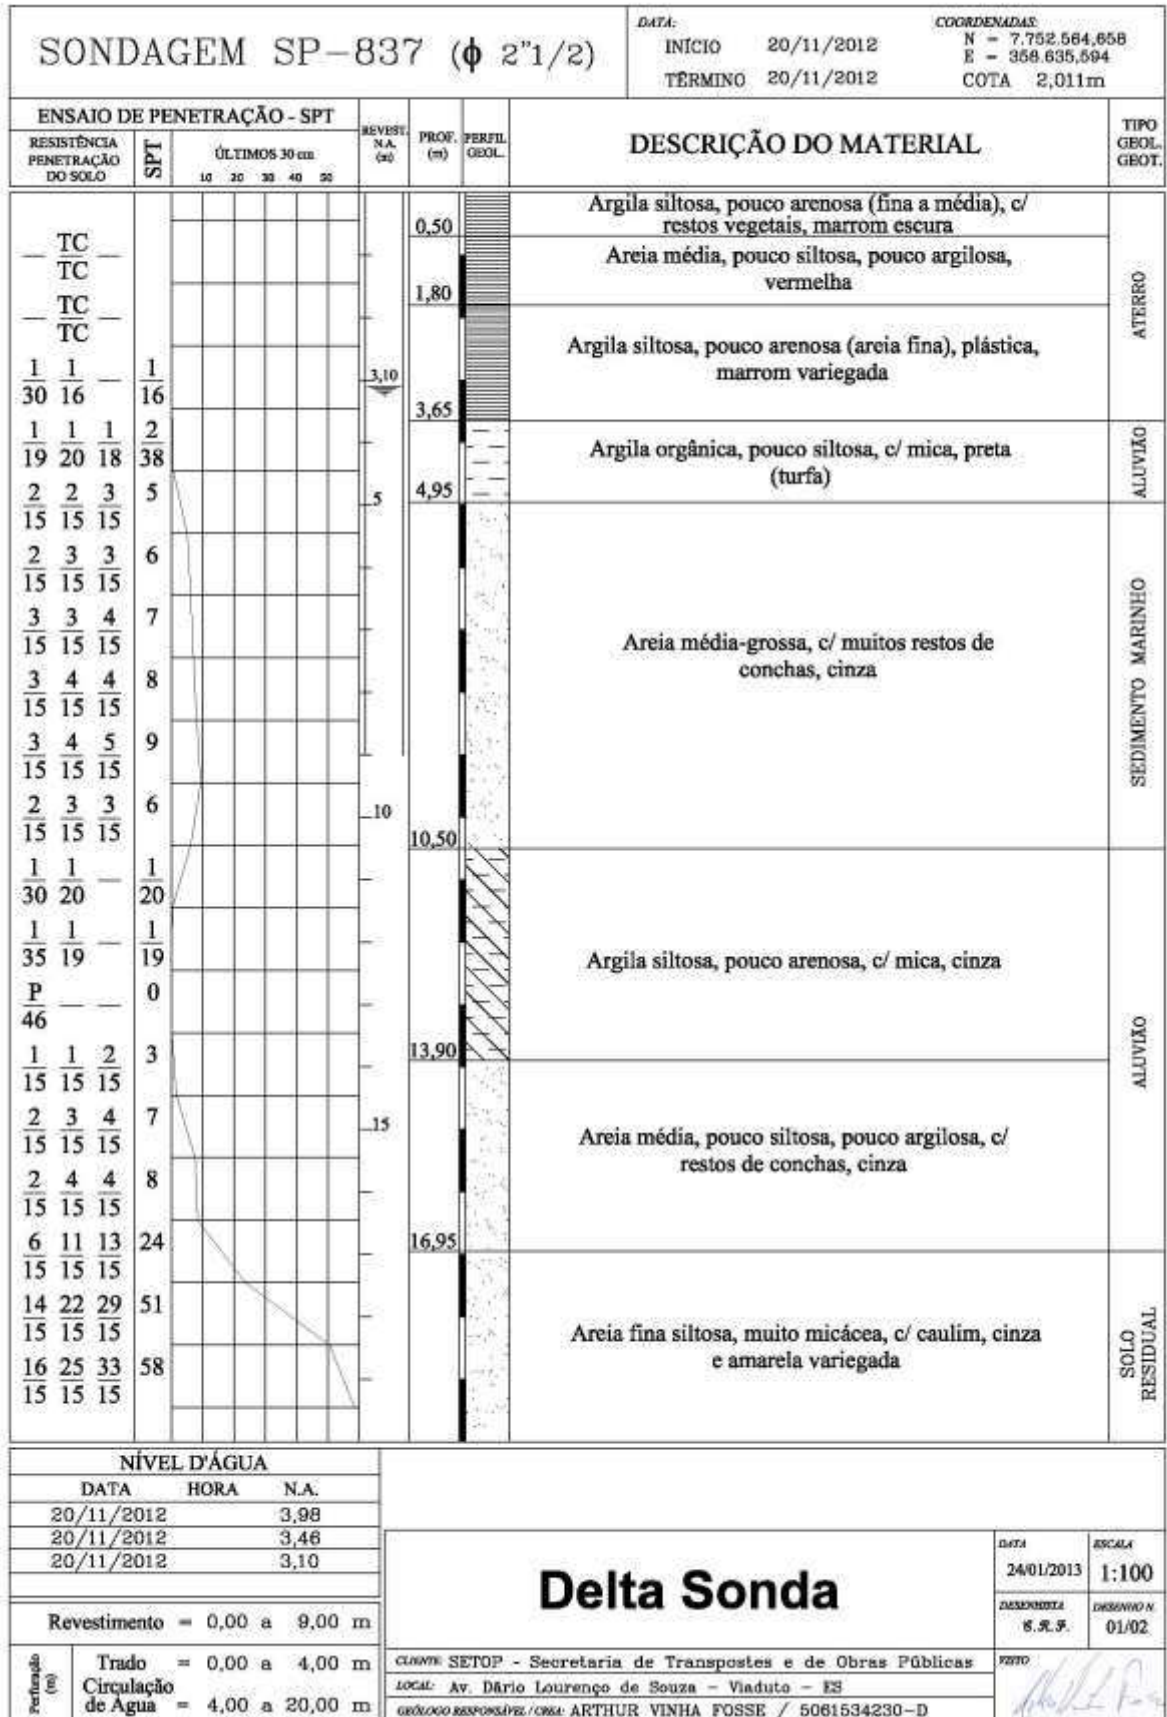 SONDAGEM SP-837 (ϕ 2"1/2)
DATA:
INÍCIO 20/11/2012
TÉRMINO 20/11/2012
COORDENADAS:
N = 7.752.564,658
E = 358.635,594
COTA 2,011m
ENSAIO DE PENETRAÇÃO - SPT
RESISTÊNCIA
PENETRAÇÃO
DO SOLO
SPT
ÚLTIMOS 30 cm
10 20 30 40 50
REVEST.
N.A.
(m)
PROF.
(m)
PERFIL
GEOL.
DESCRIÇÃO DO MATERIAL
TIPO
GEOL.
GEOT.
— TC/TC —
— TC/TC —
1/30 1/16 — 1/16
1/19 1/20 1/18 2/38
2/15 2/15 3/15 5
2/15 3/15 3/15 6
3/15 3/15 4/15 7
3/15 4/15 4/15 8
3/15 4/15 5/15 9
2/15 3/15 3/15 6
1/30 1/20 — 1/20
1/35 1/19 — 1/19
P/46 — — 0
1/15 1/15 2/15 3
2/15 3/15 4/15 7
2/15 4/15 4/15 8
6/15 11/15 13/15 24
14/15 22/15 29/15 51
16/15 25/15 33/15 58
3,10
5
10
15
0,50
1,80
3,65
4,95
10,50
13,90
16,95
Argila siltosa, pouco arenosa (fina a média), c/
restos vegetais, marrom escura
Areia média, pouco siltosa, pouco argilosa,
vermelha
Argila siltosa, pouco arenosa (areia fina), plástica,
marrom variegada
Argila orgânica, pouco siltosa, c/ mica, preta
(turfa)
Areia média-grossa, c/ muitos restos de
conchas, cinza
Argila siltosa, pouco arenosa, c/ mica, cinza
Areia média, pouco siltosa, pouco argilosa, c/
restos de conchas, cinza
Areia fina siltosa, muito micácea, c/ caulim, cinza
e amarela variegada
ATERRO
ALUVIÃO
SEDIMENTO MARINHO
ALUVIÃO
SOLO
RESIDUAL
NÍVEL D'ÁGUA
DATA HORA N.A.
20/11/2012 3,98
20/11/2012 3,46
20/11/2012 3,10
Revestimento = 0,00 a 9,00 m
Perfuração
(m)
Trado = 0,00 a 4,00 m
Circulação
de Água = 4,00 a 20,00 m
Delta Sonda
DATA
24/01/2013
ESCALA
1:100
DESENHISTA
C.R.F.
DESENHO N.
01/02
CLIENTE: SETOP - Secretaria de Transportes e de Obras Públicas
LOCAL: Av. Dário Lourenço de Souza - Viaduto - ES
GEÓLOGO RESPONSÁVEL / CREA: ARTHUR VINHA FOSSE / 5061534230-D
VISTO